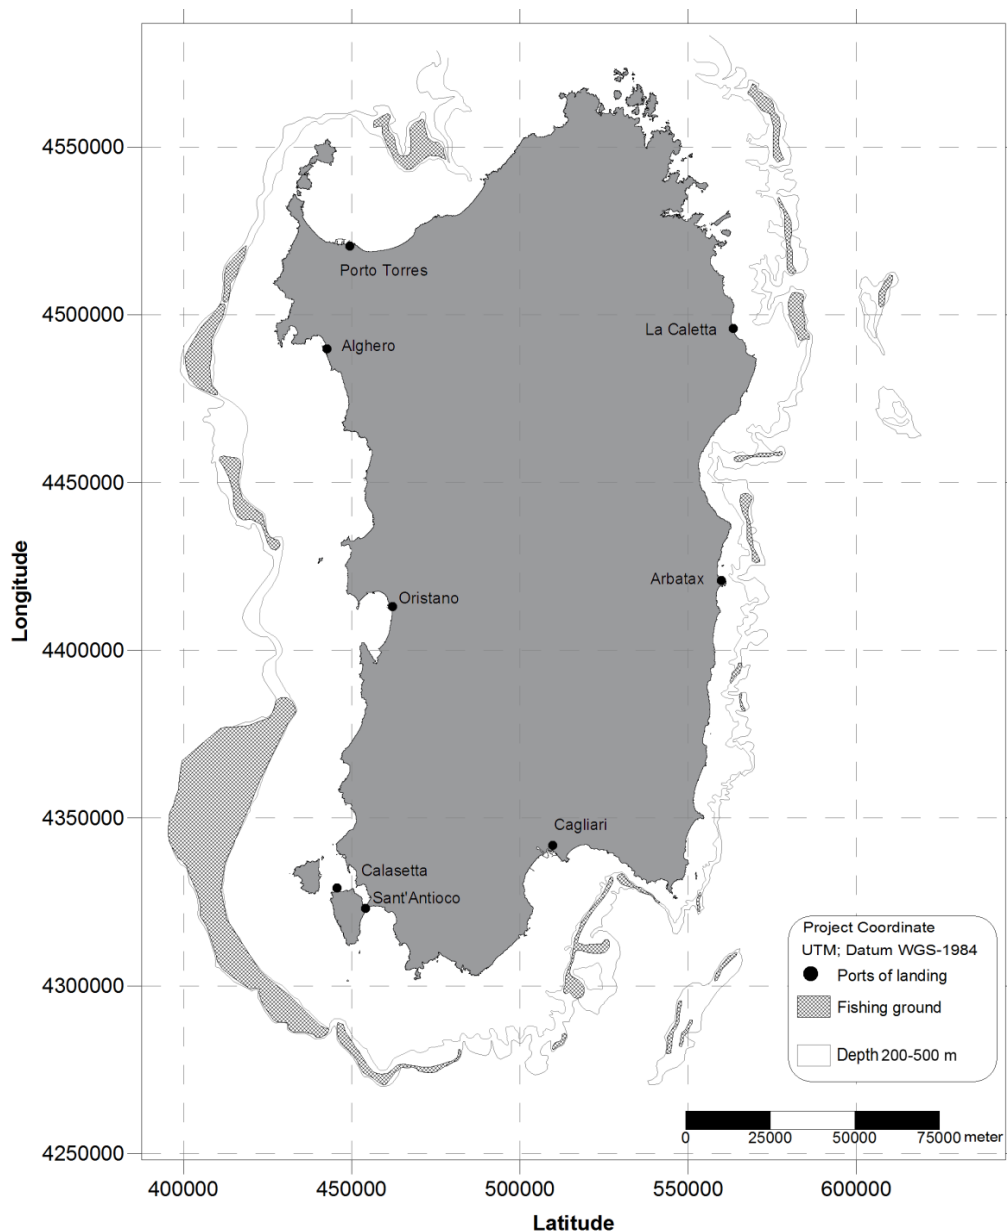 4550000
4500000
4450000
4400000
4350000
4300000
4250000
Longitude
Porto Torres
Alghero
La Caletta
Oristano
Arbatax
Cagliari
Calasetta
Sant'Antioco
Project Coordinate
UTM; Datum WGS-1984
Ports of landing
Fishing ground
Depth 200-500 m
0 25000 50000 75000 meter
400000 450000 500000 550000 600000
Latitude